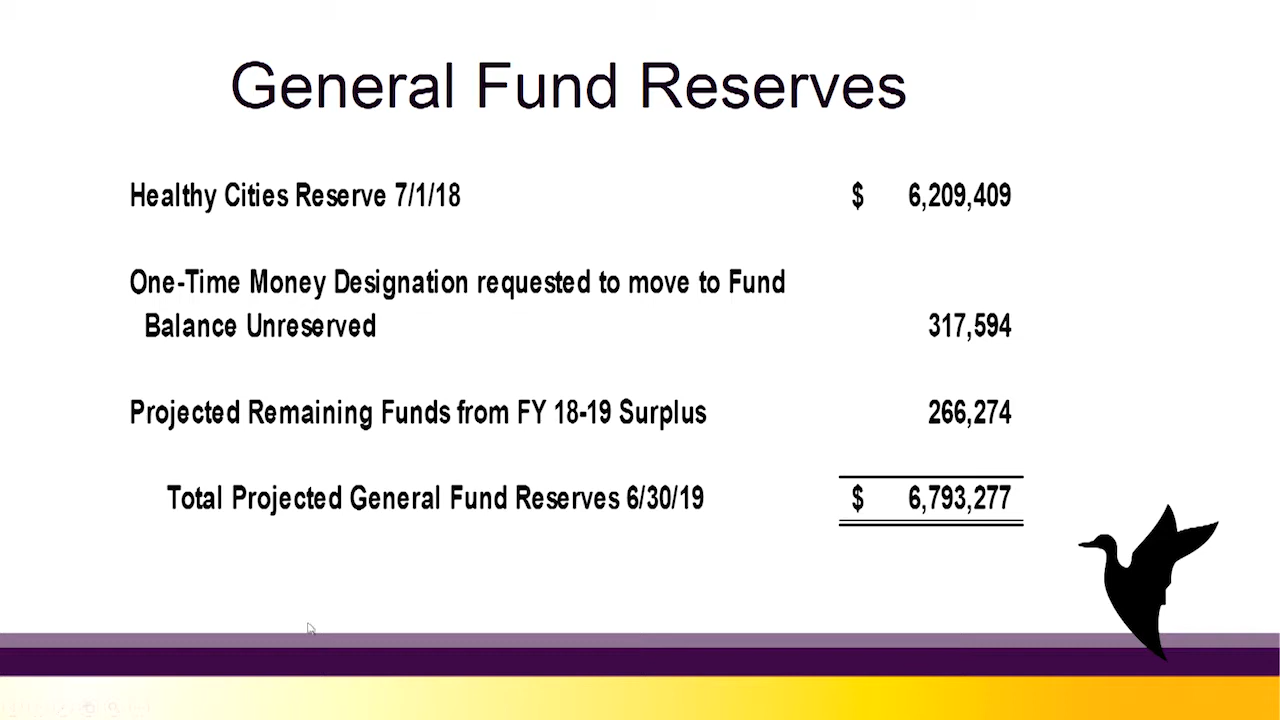 General Fund Reserves
Healthy Cities Reserve 7/1/18 $ 6,209,409
One-Time Money Designation requested to move to Fund
Balance Unreserved 317,594
Projected Remaining Funds from FY 18-19 Surplus 266,274
Total Projected General Fund Reserves 6/30/19 $ 6,793,277